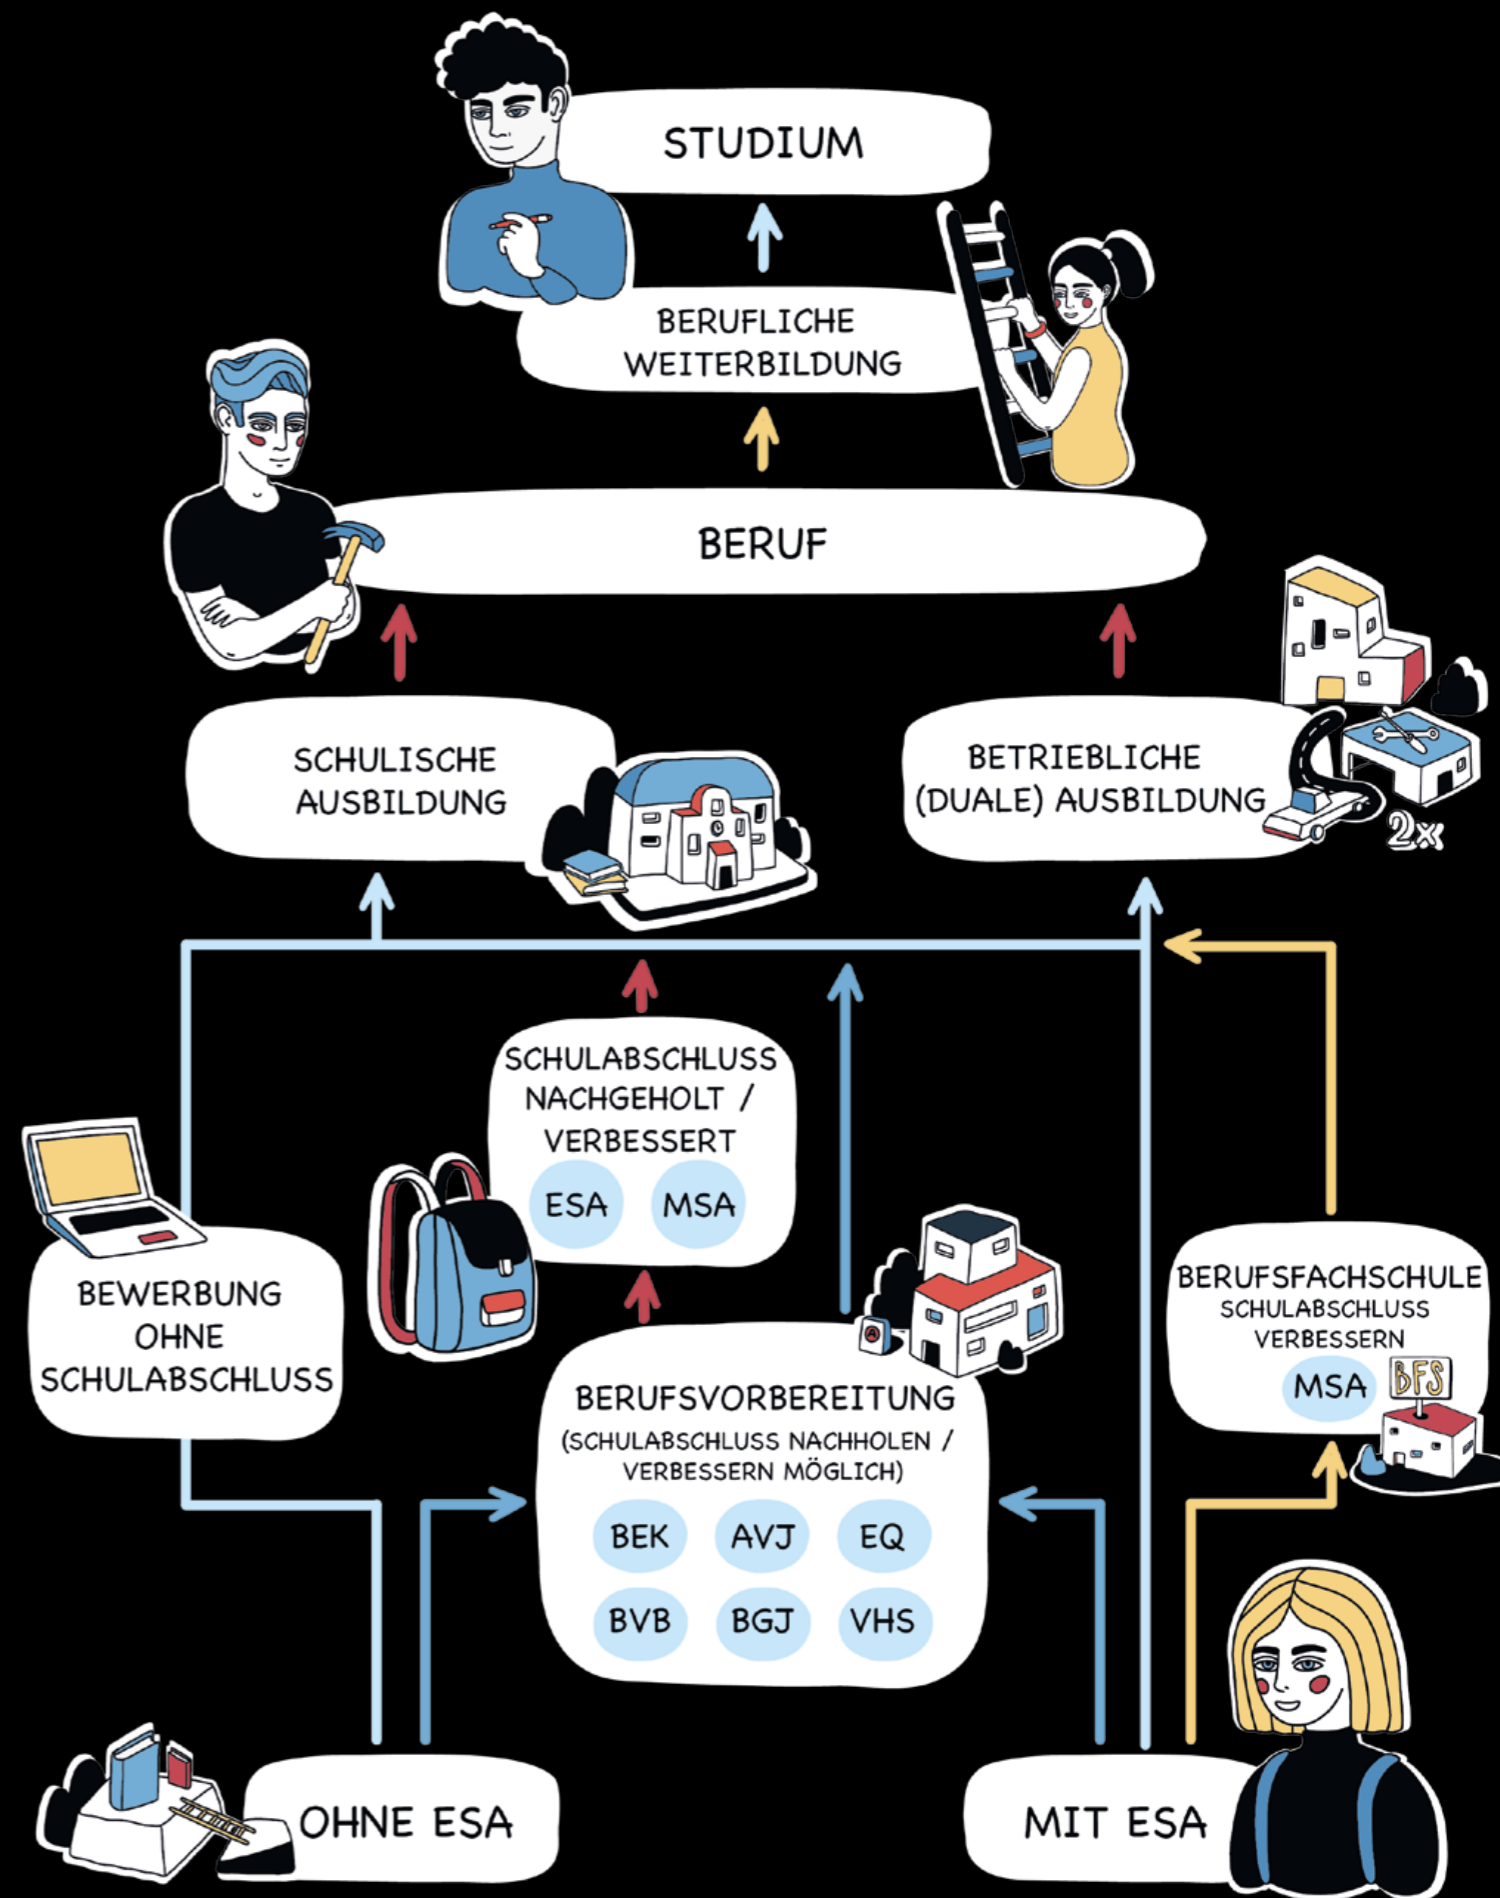 STUDIUM
BERUFLICHE
WEITERBILDUNG
BERUF
SCHULISCHE
AUSBILDUNG
BETRIEBLICHE
(DUALE) AUSBILDUNG
2x
SCHULABSCHLUSS
NACHGEHOLT /
VERBESSERT
ESA MSA
BEWERBUNG
OHNE
SCHULABSCHLUSS
BERUFSVORBEREITUNG
(SCHULABSCHLUSS NACHHOLEN /
VERBESSERN MÖGLICH)
BEK AVJ EQ
BVB BGJ VHS
A
BERUFSFACHSCHULE
SCHULABSCHLUSS
VERBESSERN
MSA
BFS
OHNE ESA
MIT ESA